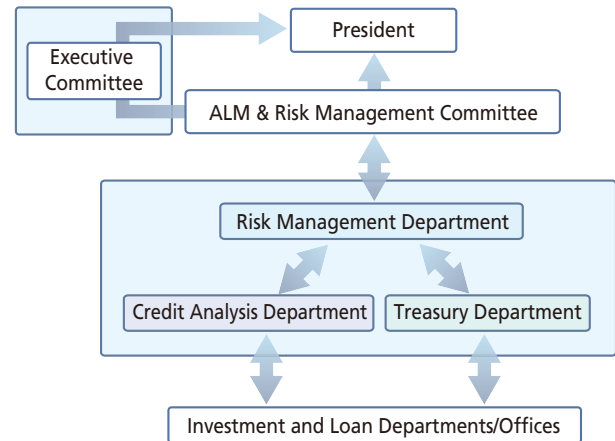 President
Executive
Committee
ALM & Risk Management Committee
Risk Management Department
Credit Analysis Department
Treasury Department
Investment and Loan Departments/Offices